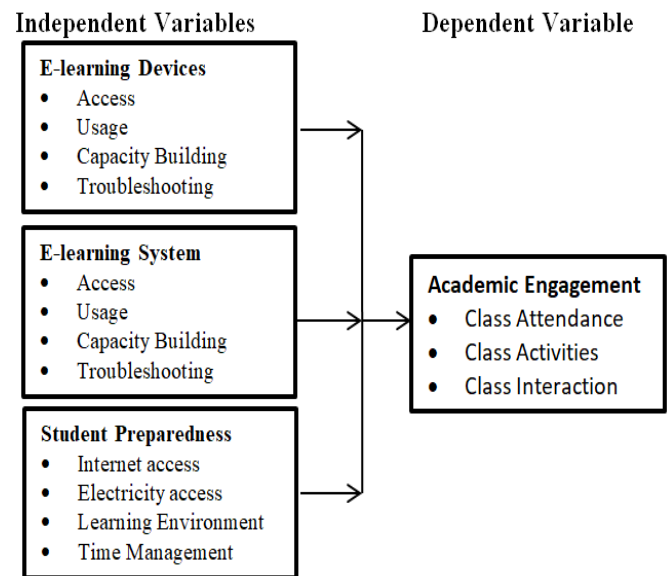 Independent Variables
E-learning Devices
• Access
• Usage
• Capacity Building
• Troubleshooting
E-learning System
• Access
• Usage
• Capacity Building
• Troubleshooting
Student Preparedness
• Internet access
• Electricity access
• Learning Environment
• Time Management
Dependent Variable
Academic Engagement
• Class Attendance
• Class Activities
• Class Interaction